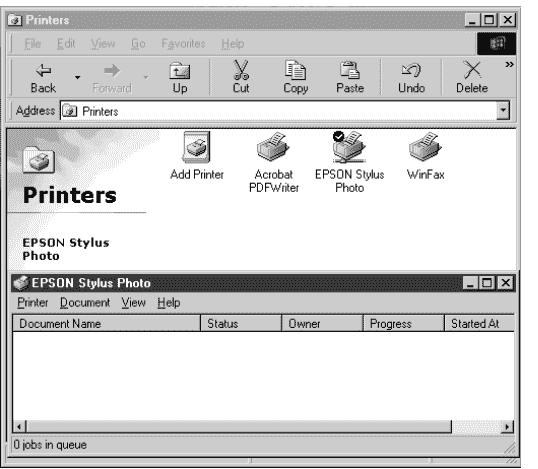 Printers
File Edit View Go Favorites Help
Back Forward Up Cut Copy Paste Undo Delete »
Address Printers
Add Printer Acrobat PDFWriter EPSON Stylus Photo WinFax
Printers
EPSON Stylus
Photo
EPSON Stylus Photo
Printer Document View Help
Document Name Status Owner Progress Started At
0 jobs in queue